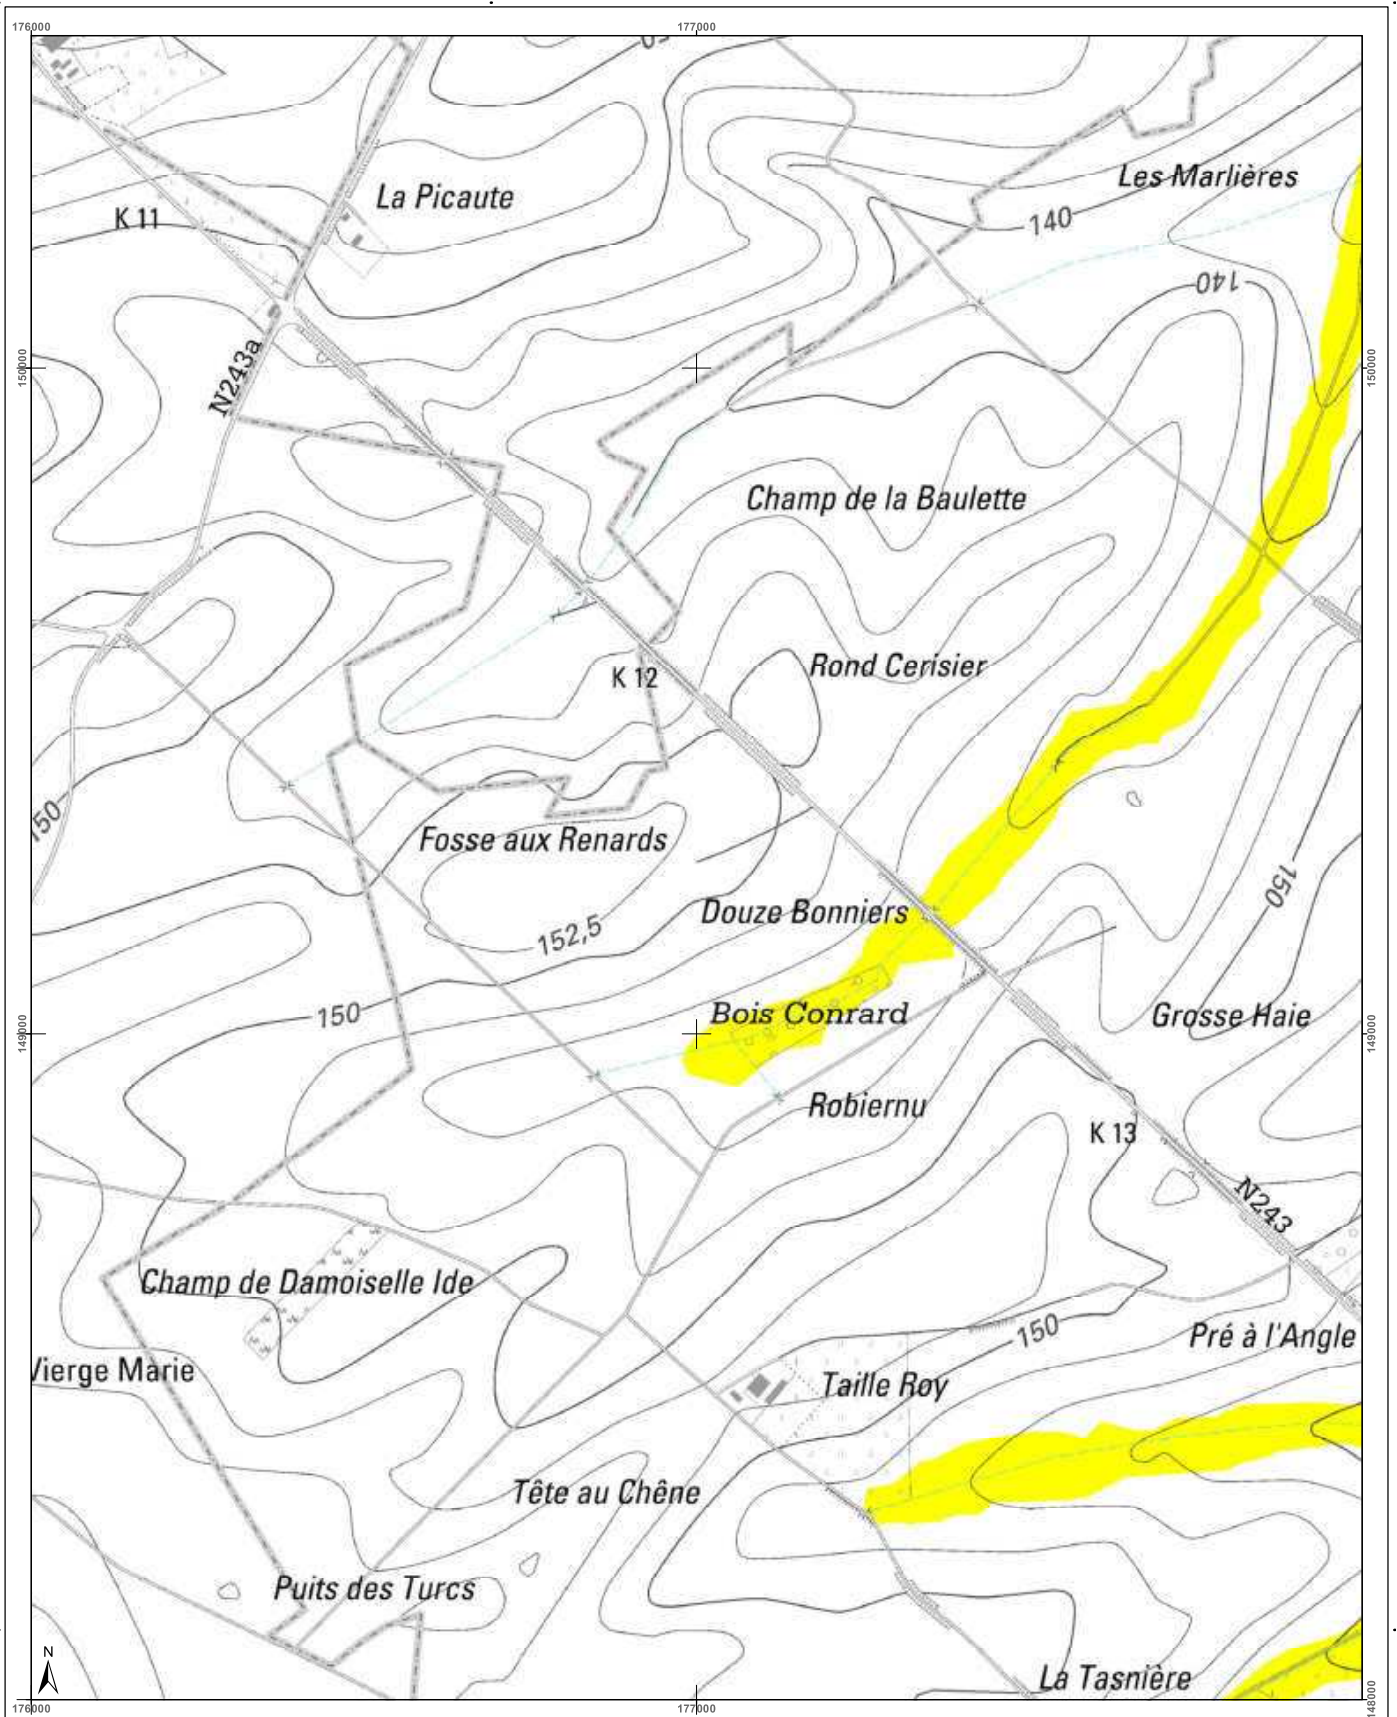 176000
177000
50
Les Marlières
La Picaute
K 11
140
140
N243a
150000
150000
Champ de la Baulette
Rond Cerisier
K 12
150
Fosse aux Renards
150
Douze Bonniers
152,5
150
Bois Conrard
Grosse Haie
149000
149000
Robiernu
K 13
N243
Champ de Damoiselle Ide
150
Pré à l'Angle
Vierge Marie
Taille Roy
Tête au Chêne
Puits des Turcs
N
La Tasnière
148000
176000
177000